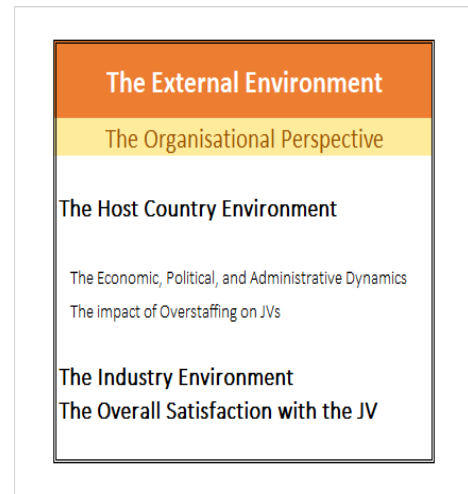 The External Environment
The Organisational Perspective
The Host Country Environment
The Economic, Political, and Administrative Dynamics
The impact of Overstaffing on JVs
The Industry Environment
The Overall Satisfaction with the JV